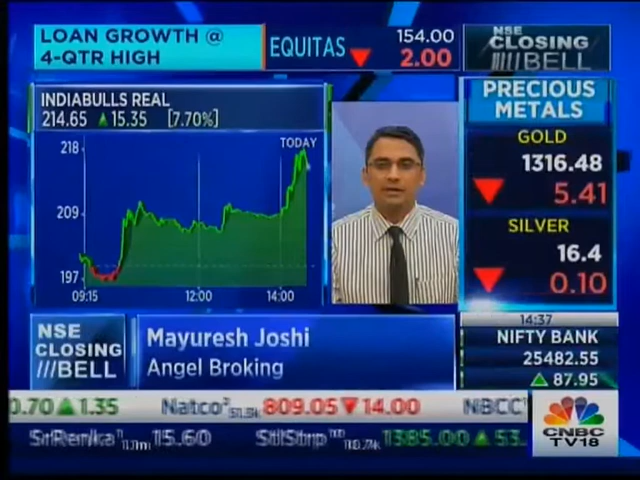 LOAN GROWTH @
4-QTR HIGH
EQUITAS
154.00
2.00
NSE
CLOSING
BELL
INDIABULLS REAL
214.65 ▲ 15.35 [7.70%]
TODAY
218
209
197
09:15 12:00 14:00
PRECIOUS
METALS
GOLD
1316.48
5.41
SILVER
16.4
0.10
14:37
NIFTY BANK
25482.55
▲ 87.95
NSE
CLOSING
///BELL
Mayuresh Joshi
Angel Broking
0.70 ▲ 1.35 Natco 809.05 ▼ 14.00 NBCC
15.60 1385.00 ▲ 53.
CNBC
TV18